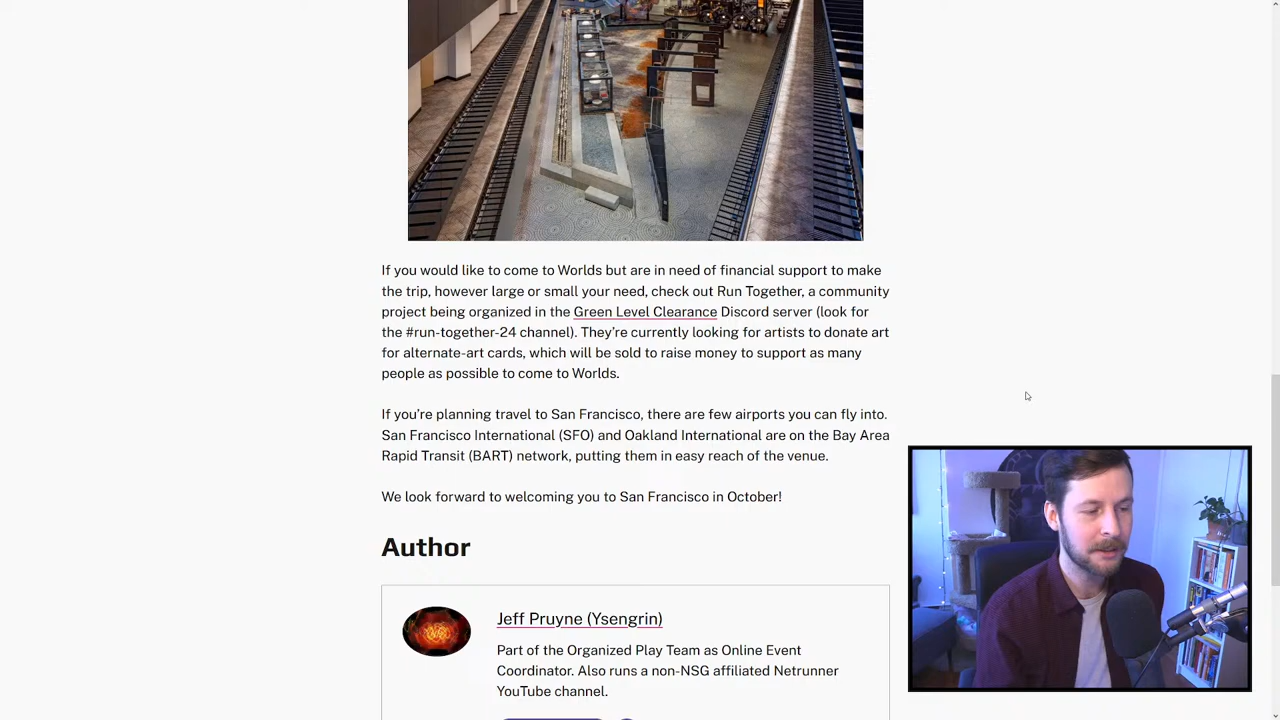 If you would like to come to Worlds but are in need of financial support to make
the trip, however large or small your need, check out Run Together, a community
project being organized in the Green Level Clearance Discord server (look for
the #run-together-24 channel). They’re currently looking for artists to donate art
for alternate-art cards, which will be sold to raise money to support as many
people as possible to come to Worlds.
If you’re planning travel to San Francisco, there are few airports you can fly into.
San Francisco International (SFO) and Oakland International are on the Bay Area
Rapid Transit (BART) network, putting them in easy reach of the venue.
We look forward to welcoming you to San Francisco in October!
Author
Jeff Pruyne (Ysengrin)
Part of the Organized Play Team as Online Event
Coordinator. Also runs a non-NSG affiliated Netrunner
YouTube channel.